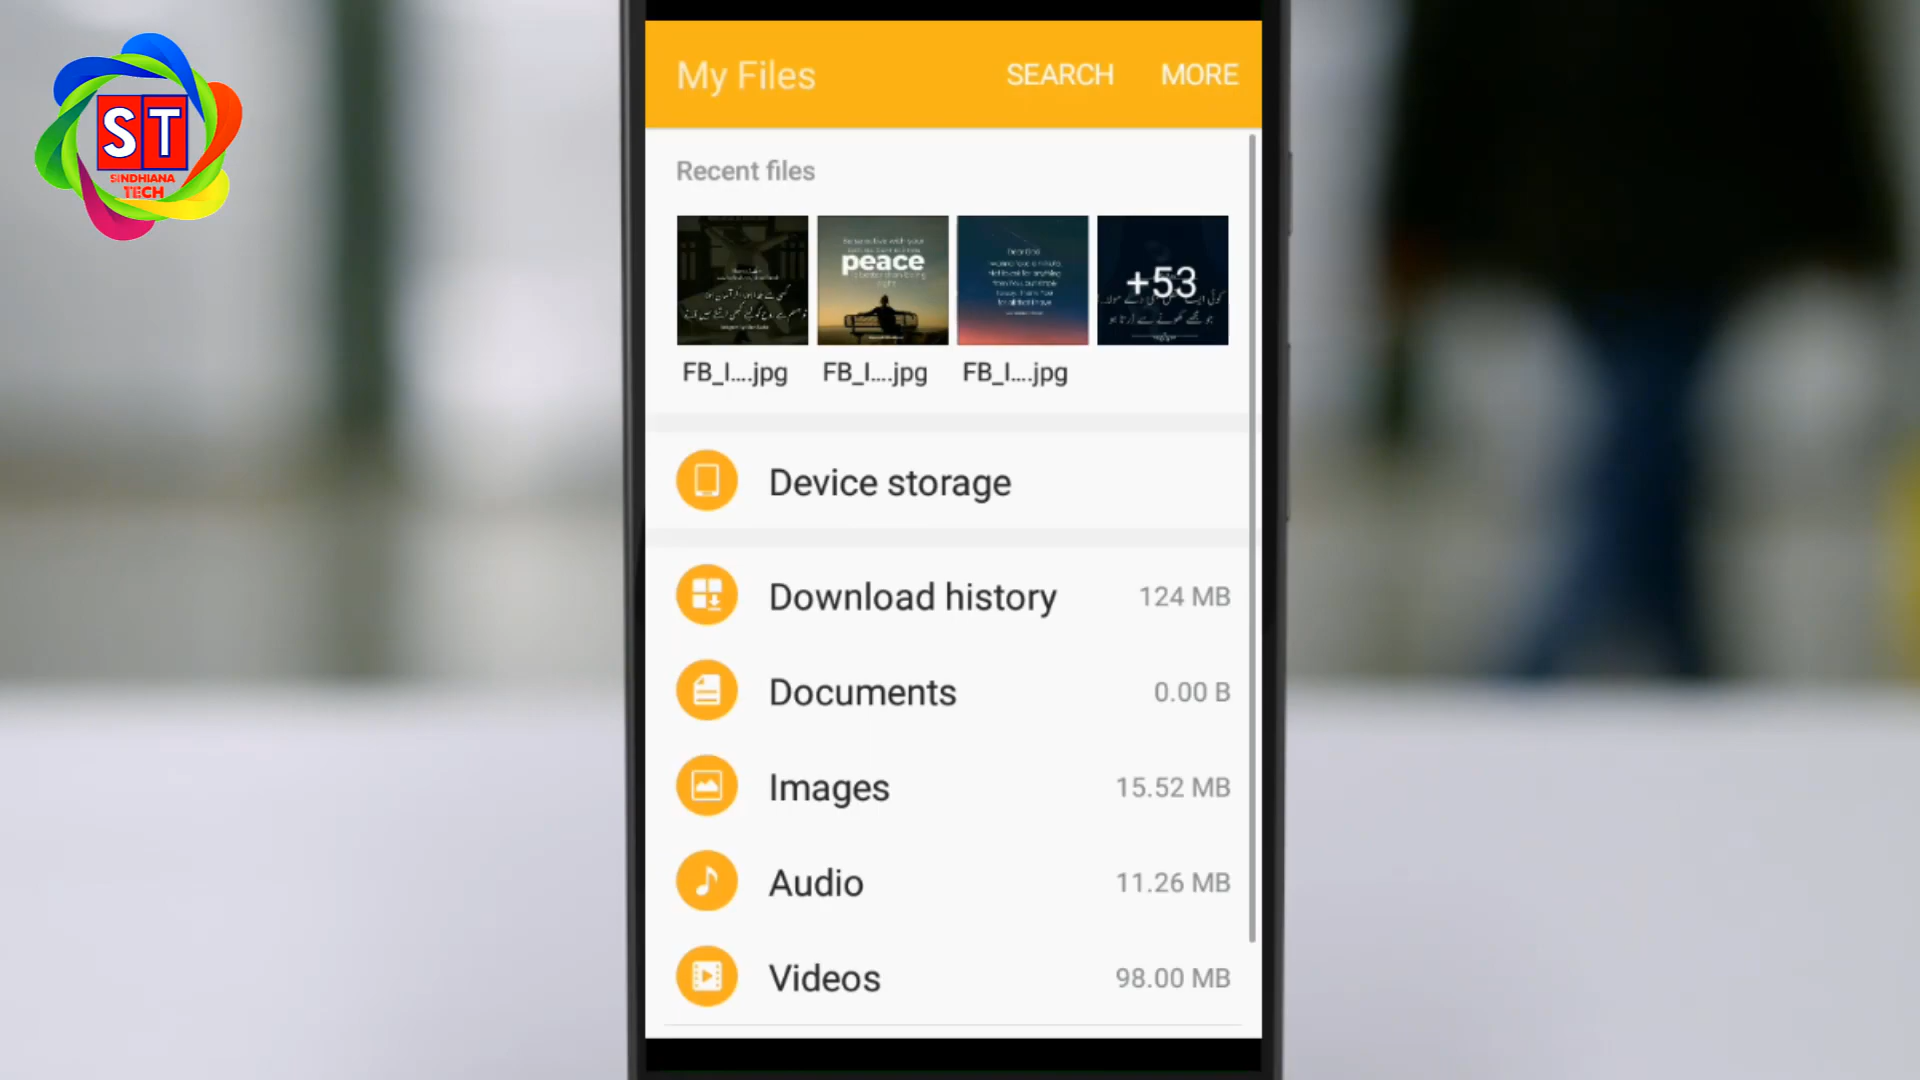 ST
SINDHIANA
TECH
My Files
SEARCH
MORE
Recent files
peace
Dear God
+53
FB_I....jpg
FB_I....jpg
FB_I....jpg
Device storage
Download history
124 MB
Documents
0.00 B
Images
15.52 MB
Audio
11.26 MB
Videos
98.00 MB